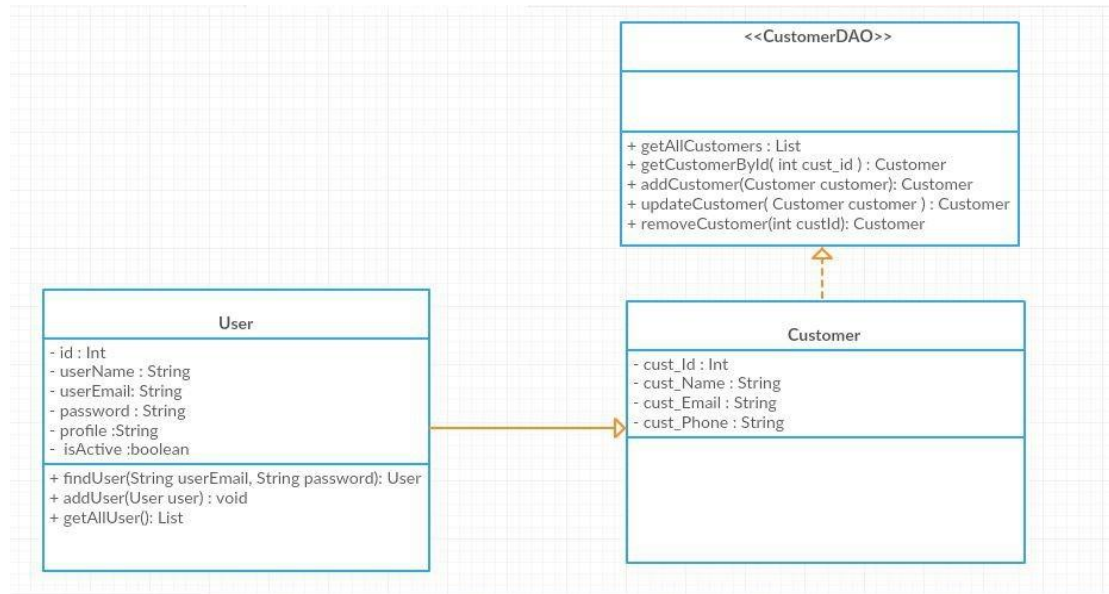 <<CustomerDAO>>
+ getAllCustomers : List
+ getCustomerById( int cust_id ) : Customer
+ addCustomer(Customer customer): Customer
+ updateCustomer( Customer customer ) : Customer
+ removeCustomer(int custId): Customer
User
- id : Int
- userName : String
- userEmail: String
- password : String
- profile :String
- isActive :boolean
+ findUser(String userEmail, String password): User
+ addUser(User user) : void
+ getAllUser(): List
Customer
- cust_Id : Int
- cust_Name : String
- cust_Email : String
- cust_Phone : String